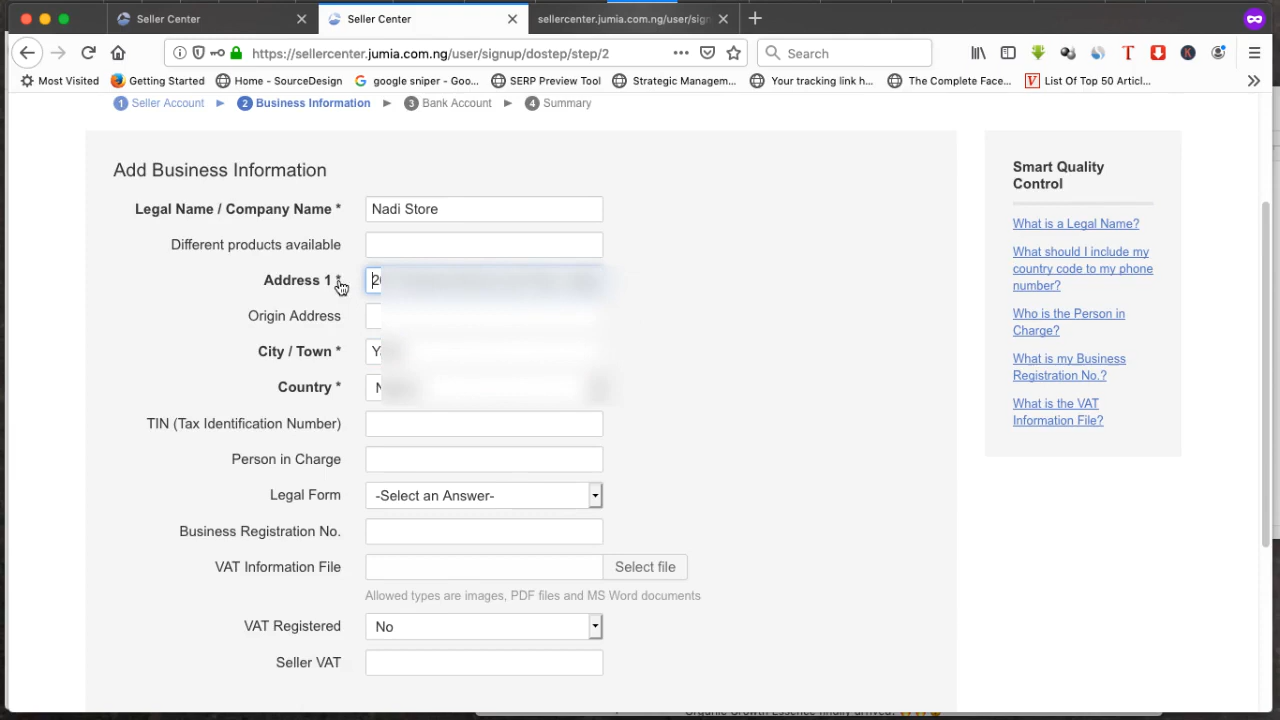 Seller Center
Seller Center
sellercenter.jumia.com.ng/user/sig
https://sellercenter.jumia.com.ng/user/signup/dostep/step/2
Search
Most Visited
Getting Started
Home - SourceDesign
google sniper - Goo...
SERP Preview Tool
Strategic Managem...
Your tracking link h...
The Complete Face...
List Of Top 50 Articl...
1 Seller Account
2 Business Information
3 Bank Account
4 Summary
Add Business Information
Legal Name / Company Name * Nadi Store
Different products available
Address 1 *
Origin Address
City / Town *
Country *
TIN (Tax Identification Number)
Person in Charge
Legal Form -Select an Answer-
Business Registration No.
VAT Information File Select file
Allowed types are images, PDF files and MS Word documents
VAT Registered No
Seller VAT
Smart Quality
Control
What is a Legal Name?
What should I include my
country code to my phone
number?
Who is the Person in
Charge?
What is my Business
Registration No.?
What is the VAT
Information File?